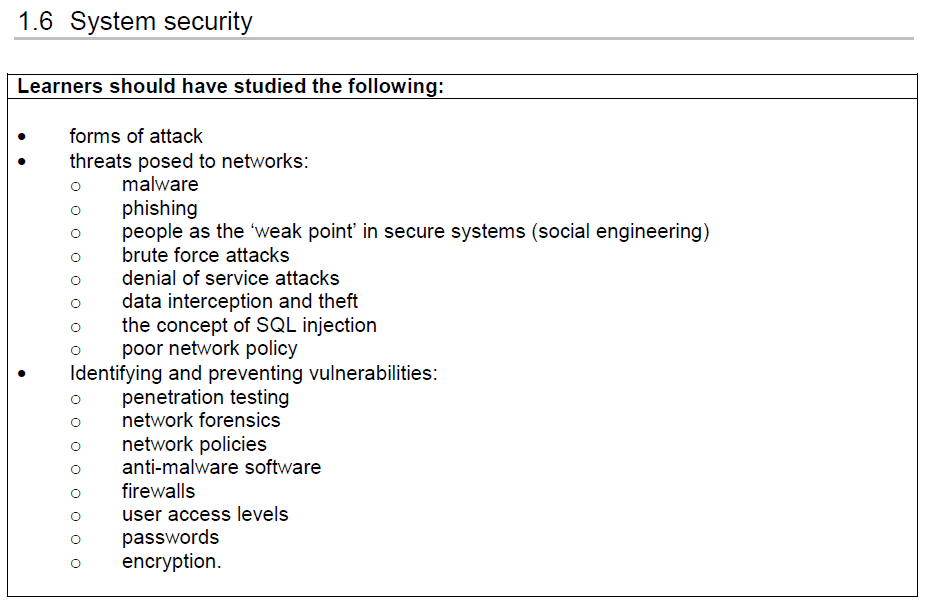 1.6 System security
Learners should have studied the following:
• forms of attack
• threats posed to networks:
o malware
o phishing
o people as the ‘weak point’ in secure systems (social engineering)
o brute force attacks
o denial of service attacks
o data interception and theft
o the concept of SQL injection
o poor network policy
• Identifying and preventing vulnerabilities:
o penetration testing
o network forensics
o network policies
o anti-malware software
o firewalls
o user access levels
o passwords
o encryption.